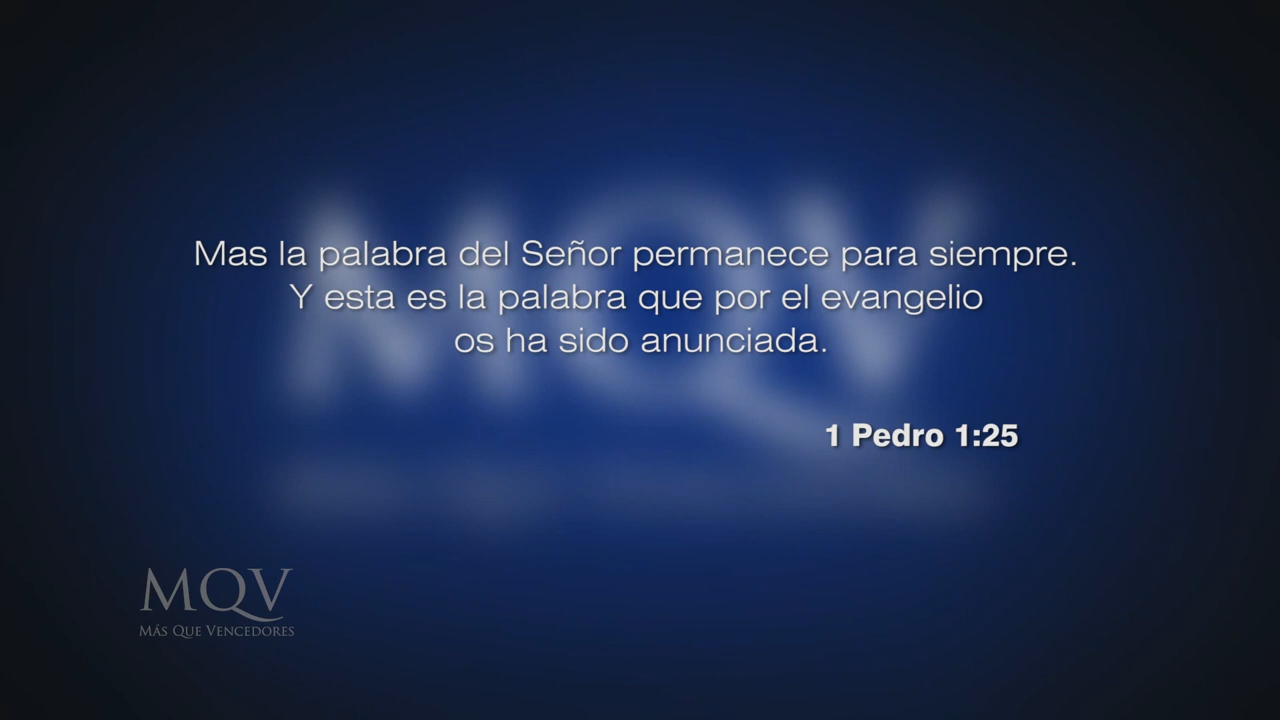 Mas la palabra del Señor permanece para siempre.
Y esta es la palabra que por el evangelio
os ha sido anunciada.
1 Pedro 1:25
MQV
MÁS QUE VENCEDORES